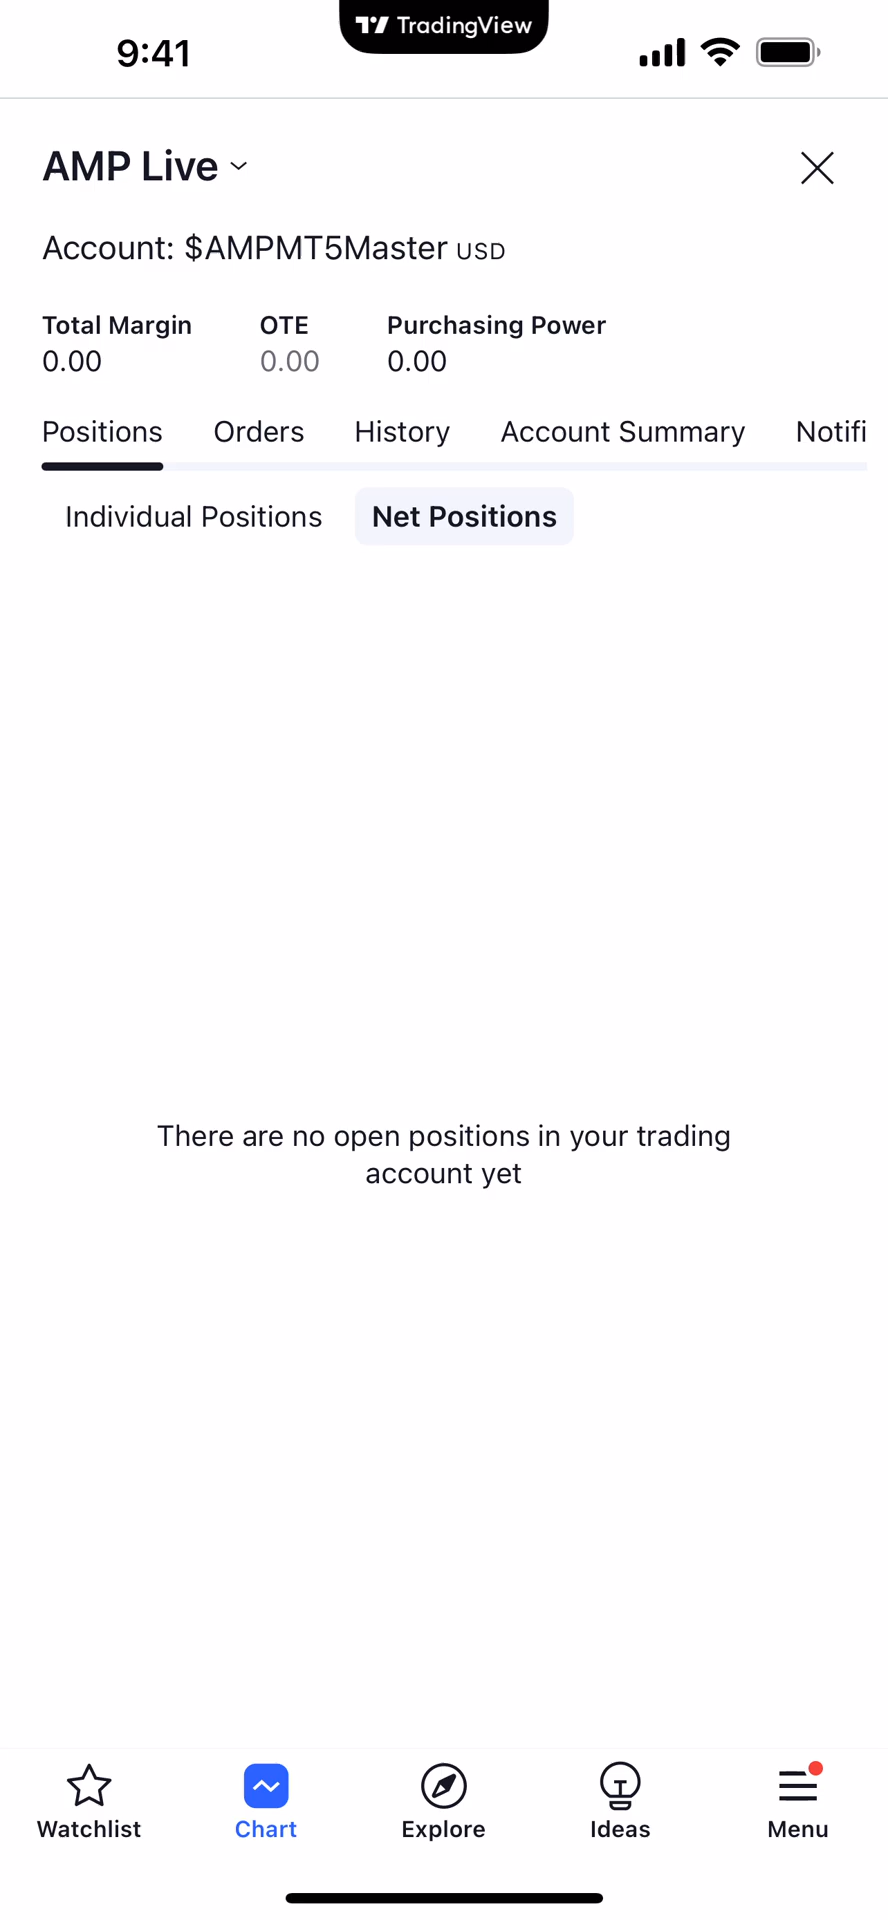 9:41
TradingView
AMP Live
Account: $AMPMT5Master USD
Total Margin OTE Purchasing Power
0.00 0.00 0.00
Positions Orders History Account Summary Notifi
Individual Positions Net Positions
There are no open positions in your trading
account yet
Watchlist Chart Explore Ideas Menu